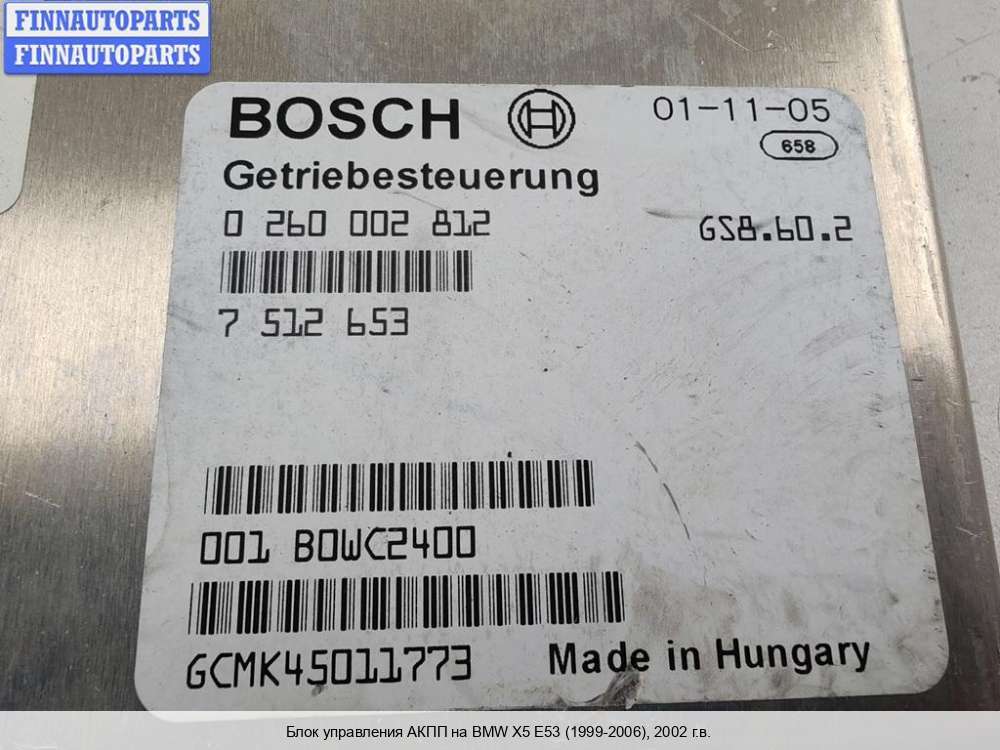 FINNAUTOPARTS
FINNAUTOPARTS
BOSCH 01-11-05
658
Getriebesteuerung
0 260 002 812 GS8.60.2
7 512 653
001 B0WC2400
GCMK45011773 Made in Hungary
Блок управления АКПП на BMW X5 E53 (1999-2006), 2002 г.в.